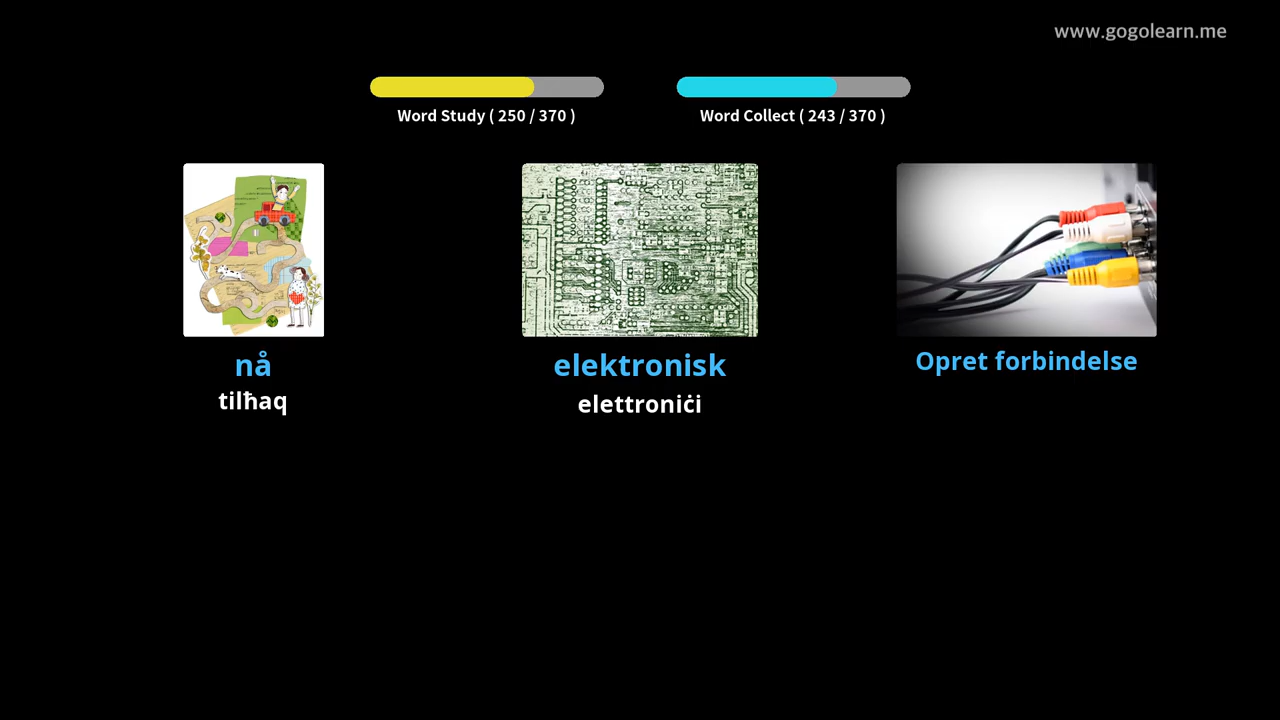 www.gogolearn.me
Word Study ( 250 / 370 )
Word Collect ( 243 / 370 )
nå
tilħaq
elektronisk
elettroniċi
Opret forbindelse